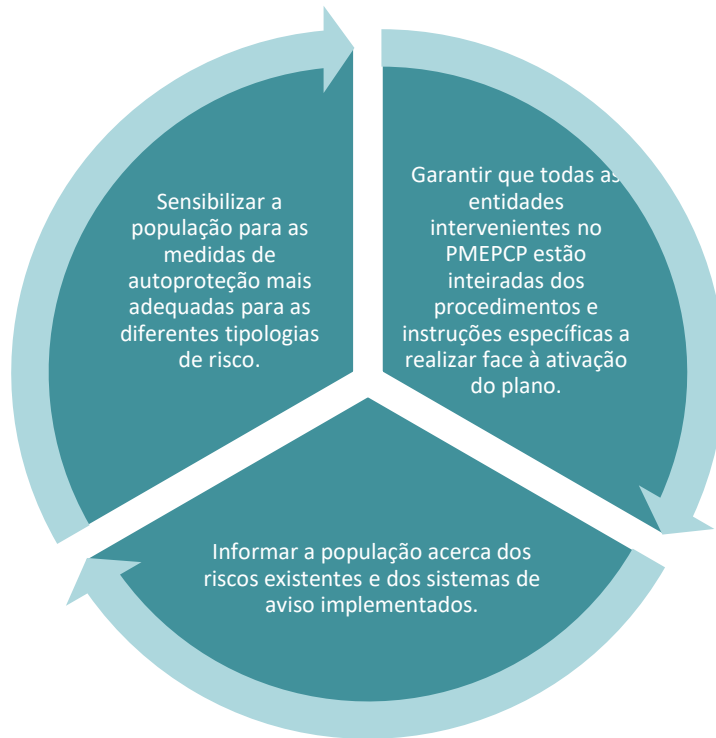 Sensibilizar a
população para as
medidas de
autoproteção mais
adequadas para as
diferentes tipologias
de risco.
Garantir que todas as
entidades
intervenientes no
PMEPCP estão
inteiradas dos
procedimentos e
instruções específicas a
realizar face à ativação
do plano.
Informar a população acerca dos
riscos existentes e dos sistemas de
aviso implementados.